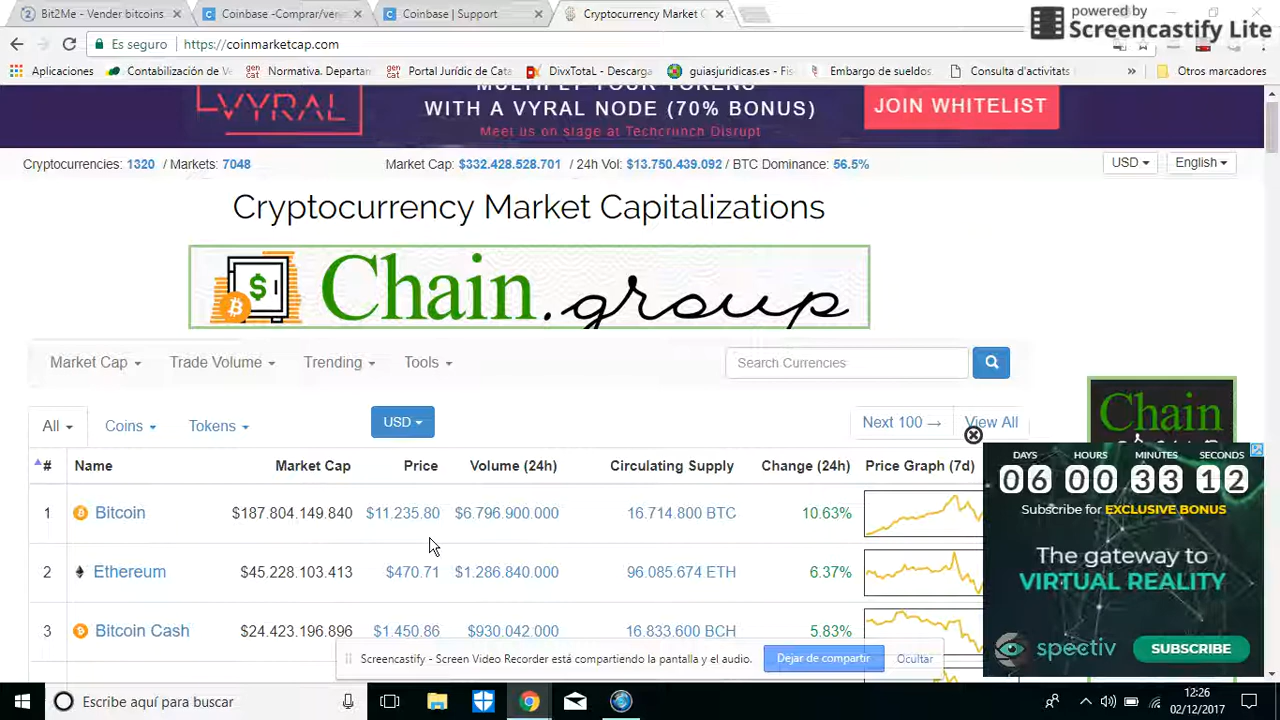 Bit2Me - Vender bitcoins
Coinbase -Comprar/ver
Coinbase | Support
Cryptocurrency Market C
powered by
Screencastify Lite
Es seguro
https://coinmarketcap.com
Aplicaciones
Contabilización de Ve
Normativa. Departan
Portal Jurídic de Cata
DivxTotaL - Descarga
guiasjuridicas.es - Fis
Embargo de sueldos
Consulta d'activitats
»
Otros marcadores
VYRAL
MULTIPLY YOUR TOKENS
WITH A VYRAL NODE (70% BONUS)
Meet us on stage at Techcrunch Disrupt
JOIN WHITELIST
Cryptocurrencies: 1320 / Markets: 7048
Market Cap: $332.428.528.701 / 24h Vol: $13.750.439.092 / BTC Dominance: 56.5%
USD
English
Cryptocurrency Market Capitalizations
Chain.group
Market Cap
Trade Volume
Trending
Tools
Search Currencies
All
Coins
Tokens
USD
Next 100 →
View All
# Name Market Cap Price Volume (24h) Circulating Supply Change (24h) Price Graph (7d)
1 Bitcoin $187.804.149.840 $11.235.80 $6.796.900.000 16.714.800 BTC 10.63%
2 Ethereum $45.228.103.413 $470.71 $1.286.840.000 96.085.674 ETH 6.37%
3 Bitcoin Cash $24.423.196.896 $1.450.86 $930.042.000 16.833.600 BCH 5.83%
Chain
DAYS HOURS MINUTES SECONDS
06 00 33 12
Subscribe for EXCLUSIVE BONUS
The gateway to
VIRTUAL REALITY
spectiv
SUBSCRIBE
Screencastify - Screen Video Recorder está compartiendo la pantalla y el audio.
Dejar de compartir
Ocultar
Escribe aquí para buscar
12:26
02/12/2017